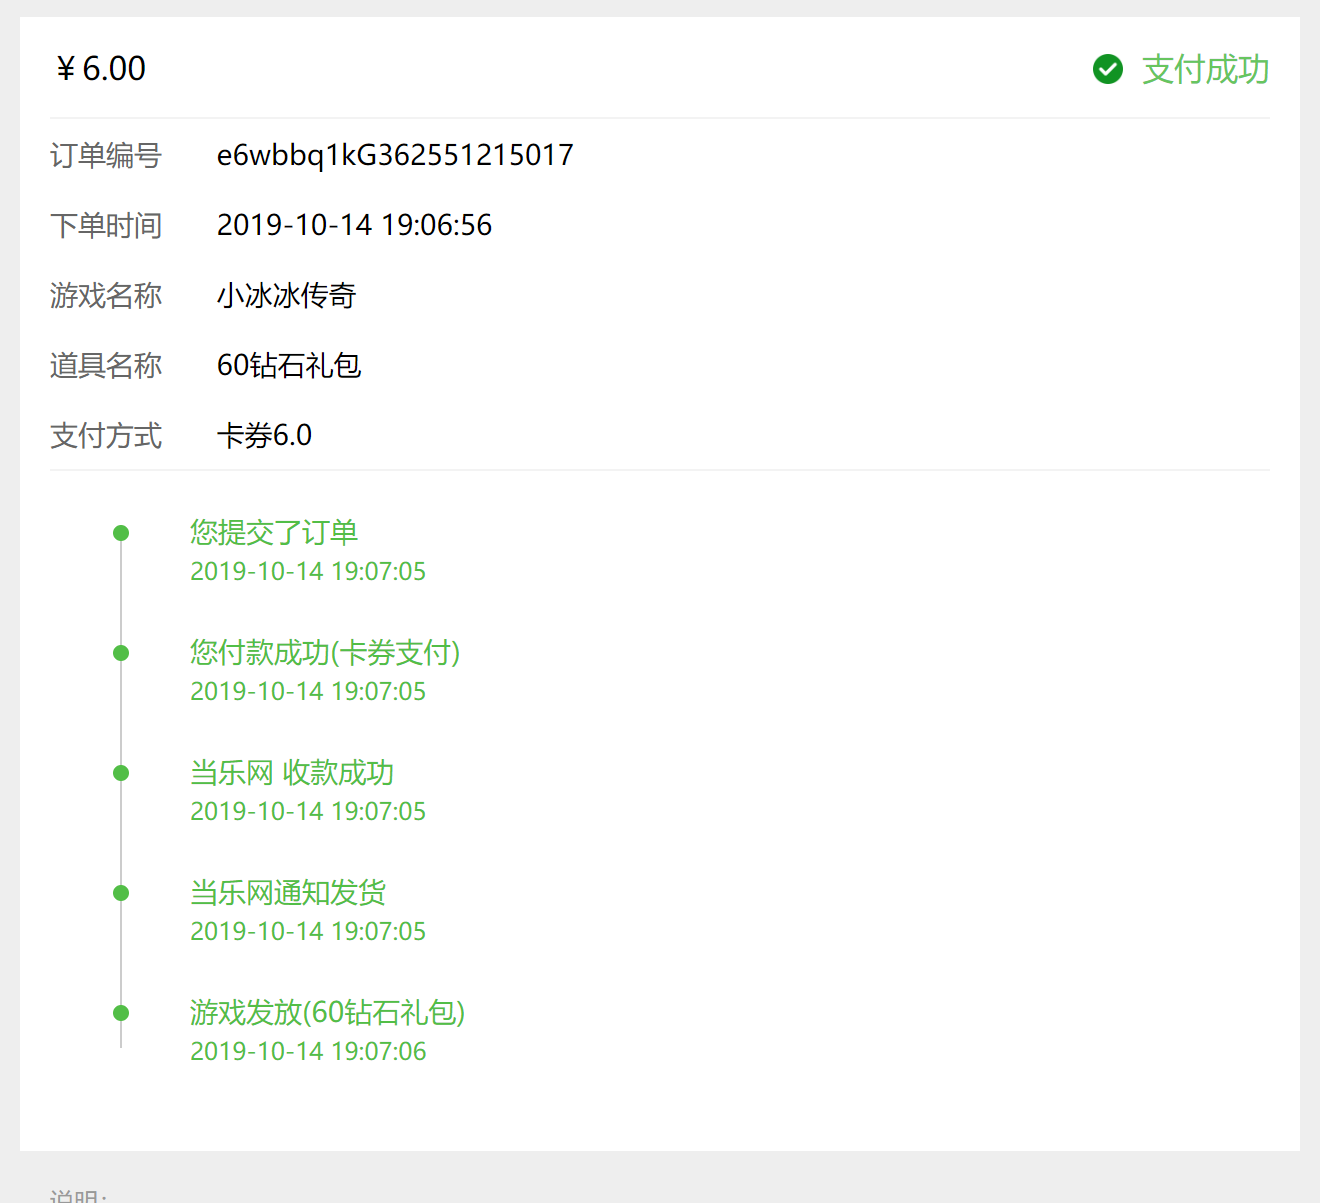 ¥ 6.00
支付成功
订单编号 e6wbbq1kG362551215017
下单时间 2019-10-14 19:06:56
游戏名称 小冰冰传奇
道具名称 60钻石礼包
支付方式 卡券6.0
您提交了订单
2019-10-14 19:07:05
您付款成功(卡券支付)
2019-10-14 19:07:05
当乐网 收款成功
2019-10-14 19:07:05
当乐网通知发货
2019-10-14 19:07:05
游戏发放(60钻石礼包)
2019-10-14 19:07:06
说明: